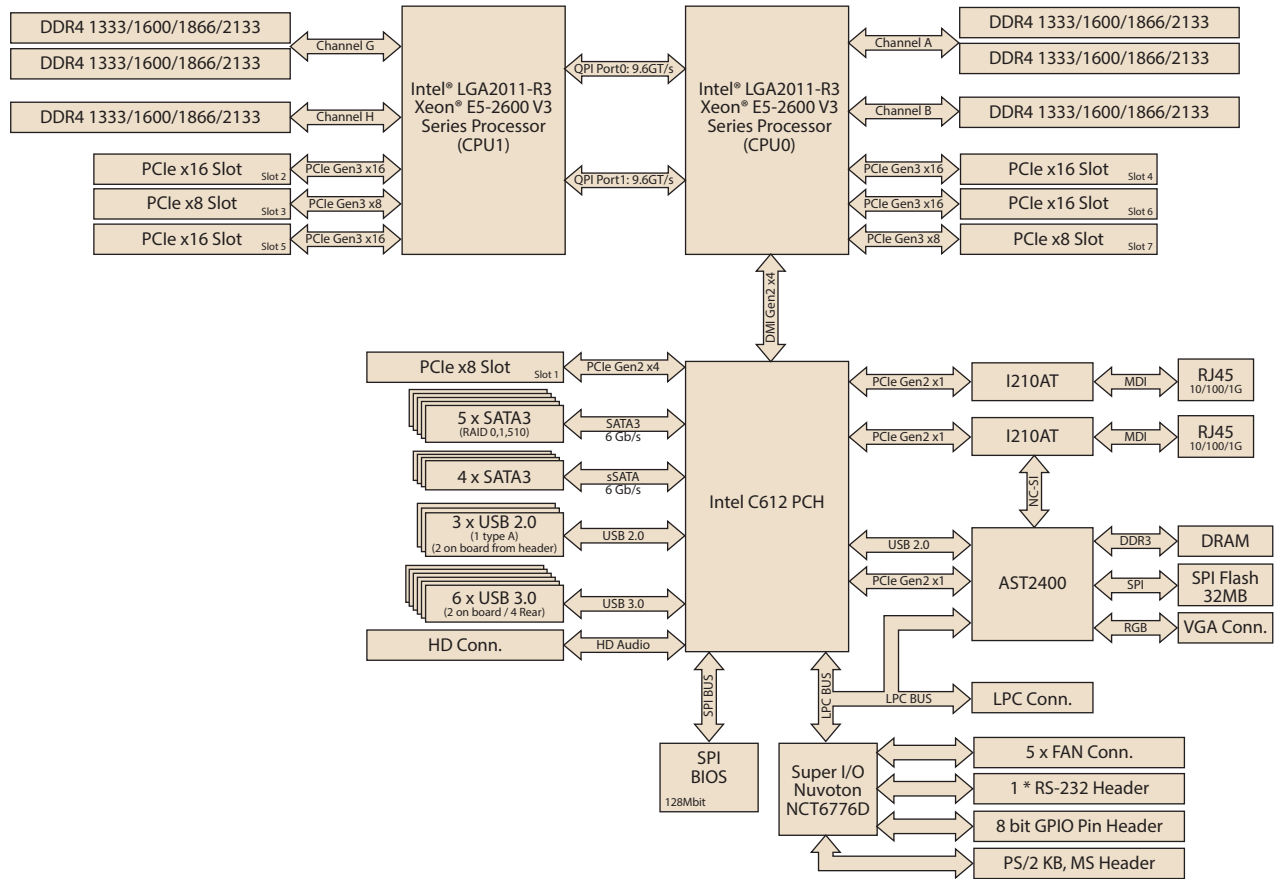 DDR4 1333/1600/1866/2133
DDR4 1333/1600/1866/2133
Channel G
DDR4 1333/1600/1866/2133
Channel H
PCIe x16 Slot
Slot 2
PCIe Gen3 x16
PCIe x8 Slot
Slot 3
PCIe Gen3 x8
PCIe x16 Slot
Slot 5
PCIe Gen3 x16
Intel® LGA2011-R3
Xeon® E5-2600 V3
Series Processor
(CPU1)
QPI Port0: 9.6GT/s
QPI Port1: 9.6GT/s
Intel® LGA2011-R3
Xeon® E5-2600 V3
Series Processor
(CPU0)
Channel A
DDR4 1333/1600/1866/2133
DDR4 1333/1600/1866/2133
Channel B
DDR4 1333/1600/1866/2133
PCIe Gen3 x16
PCIe x16 Slot
Slot 4
PCIe Gen3 x16
PCIe x16 Slot
Slot 6
PCIe Gen3 x8
PCIe x8 Slot
Slot 7
DMI Gen2 x4
PCIe x8 Slot
Slot 1
PCIe Gen2 x4
5 x SATA3
(RAID 0,1,510)
SATA3
6 Gb/s
4 x SATA3
sSATA
6 Gb/s
3 x USB 2.0
(1 type A)
(2 on board from header)
USB 2.0
6 x USB 3.0
(2 on board / 4 Rear)
USB 3.0
HD Conn.
HD Audio
Intel C612 PCH
PCIe Gen2 x1
I210AT
MDI
RJ45
10/100/1G
PCIe Gen2 x1
I210AT
MDI
RJ45
10/100/1G
NC-SI
USB 2.0
PCIe Gen2 x1
AST2400
DDR3
DRAM
SPI
SPI Flash
32MB
RGB
VGA Conn.
SPI BUS
LPC BUS
LPC BUS
LPC Conn.
SPI
BIOS
128Mbit
Super I/O
Nuvoton
NCT6776D
5 x FAN Conn.
1 * RS-232 Header
8 bit GPIO Pin Header
PS/2 KB, MS Header